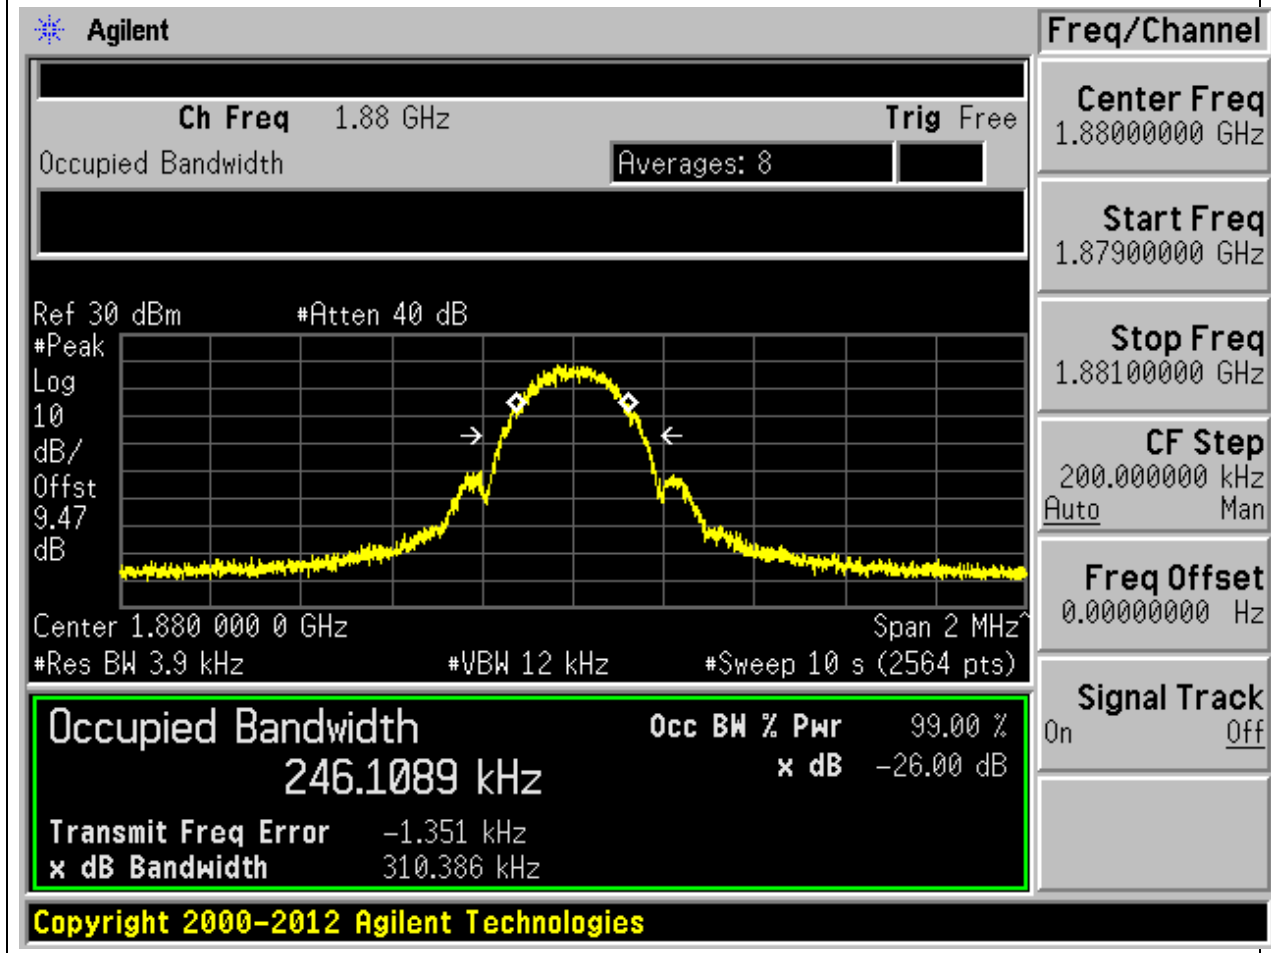 Agilent
Freq/Channel
Ch Freq 1.88 GHz Trig Free
Occupied Bandwidth Averages: 8
Center Freq
1.88000000 GHz
Start Freq
1.87900000 GHz
Stop Freq
1.88100000 GHz
CF Step
200.000000 kHz
Auto Man
Freq Offset
0.00000000 Hz
Signal Track
On Off
Ref 30 dBm #Atten 40 dB
#Peak
Log
10
dB/
Offst
9.47
dB
Center 1.880 000 0 GHz Span 2 MHz^
#Res BW 3.9 kHz #VBW 12 kHz #Sweep 10 s (2564 pts)
Occupied Bandwidth Occ BW % Pwr 99.00 %
246.1089 kHz x dB -26.00 dB
Transmit Freq Error -1.351 kHz
x dB Bandwidth 310.386 kHz
Copyright 2000-2012 Agilent Technologies